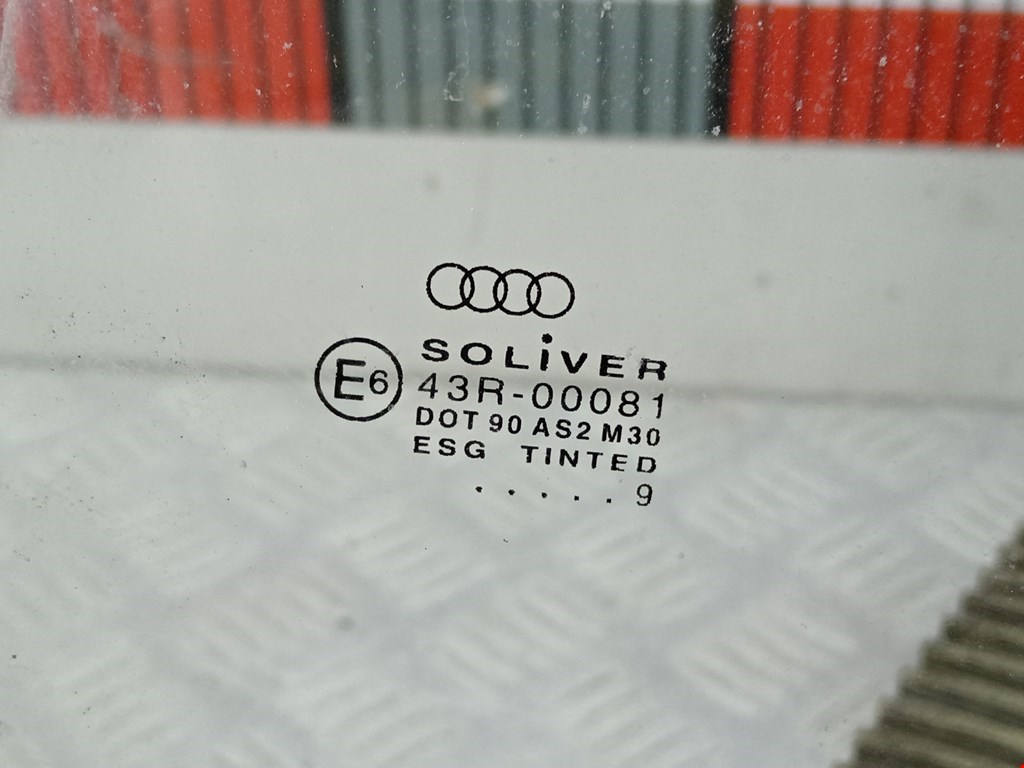 SOLiVER
E6 43R-00081
DOT 90 AS2 M30
ESG TINTED
. . . . . 9